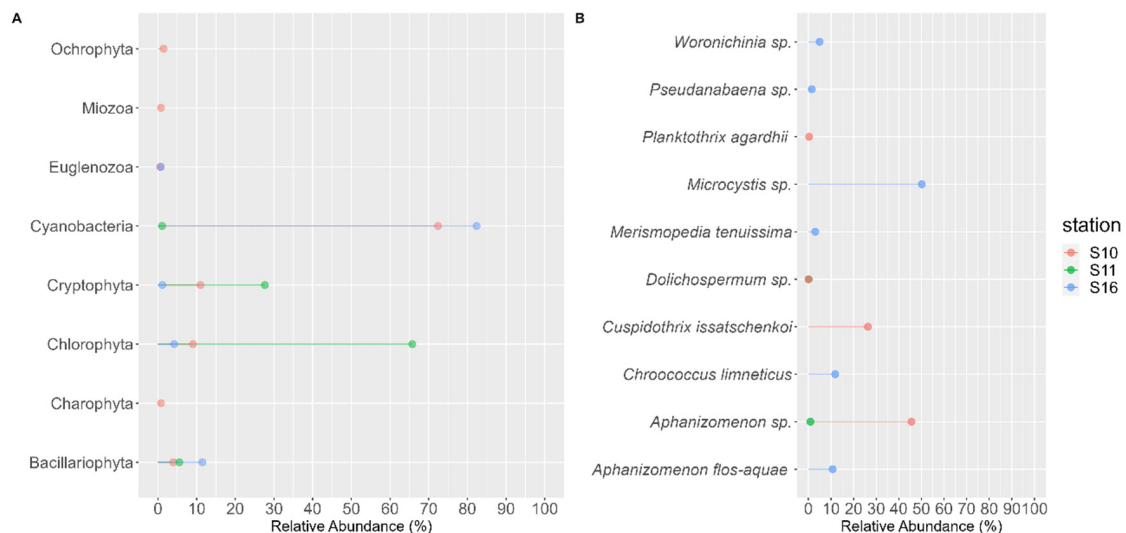 A
Ochrophyta
Miozoa
Euglenozoa
Cyanobacteria
Cryptophyta
Chlorophyta
Charophyta
Bacillariophyta
0 10 20 30 40 50 60 70 80 90 100
Relative Abundance (%)
B
Woronichinia sp.
Pseudanabaena sp.
Planktothrix agardhii
Microcystis sp.
Merismopedia tenuissima
Dolichospermum sp.
Cuspidothrix issatschenkoi
Chroococcus limneticus
Aphanizomenon sp.
Aphanizomenon flos-aquae
0 10 20 30 40 50 60 70 80 90 100
Relative Abundance (%)
station
S10
S11
S16